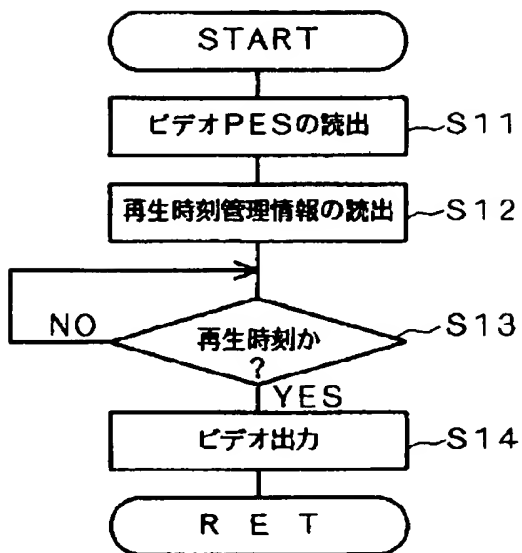 START
ビデオPESの読出 S11
再生時刻管理情報の読出 S12
再生時刻か S13
?
NO
YES
ビデオ出力 S14
RET